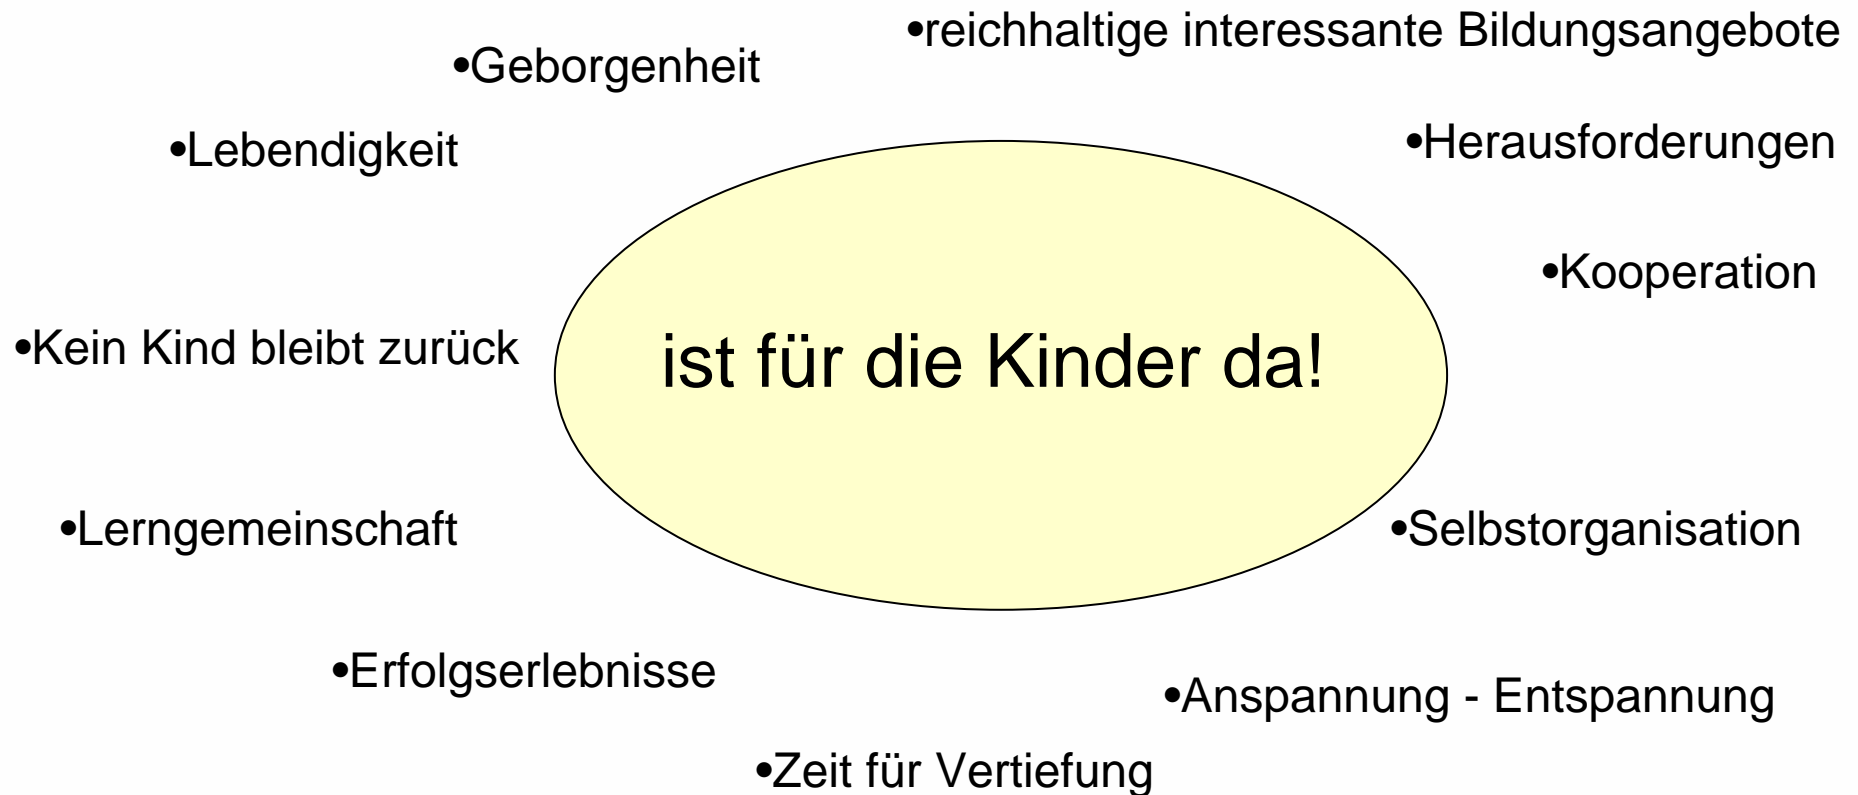 •reichhaltige interessante Bildungsangebote
•Geborgenheit
•Lebendigkeit
•Herausforderungen
•Kooperation
•Kein Kind bleibt zurück
ist für die Kinder da!
•Lerngemeinschaft
•Selbstorganisation
•Erfolgserlebnisse
•Anspannung - Entspannung
•Zeit für Vertiefung